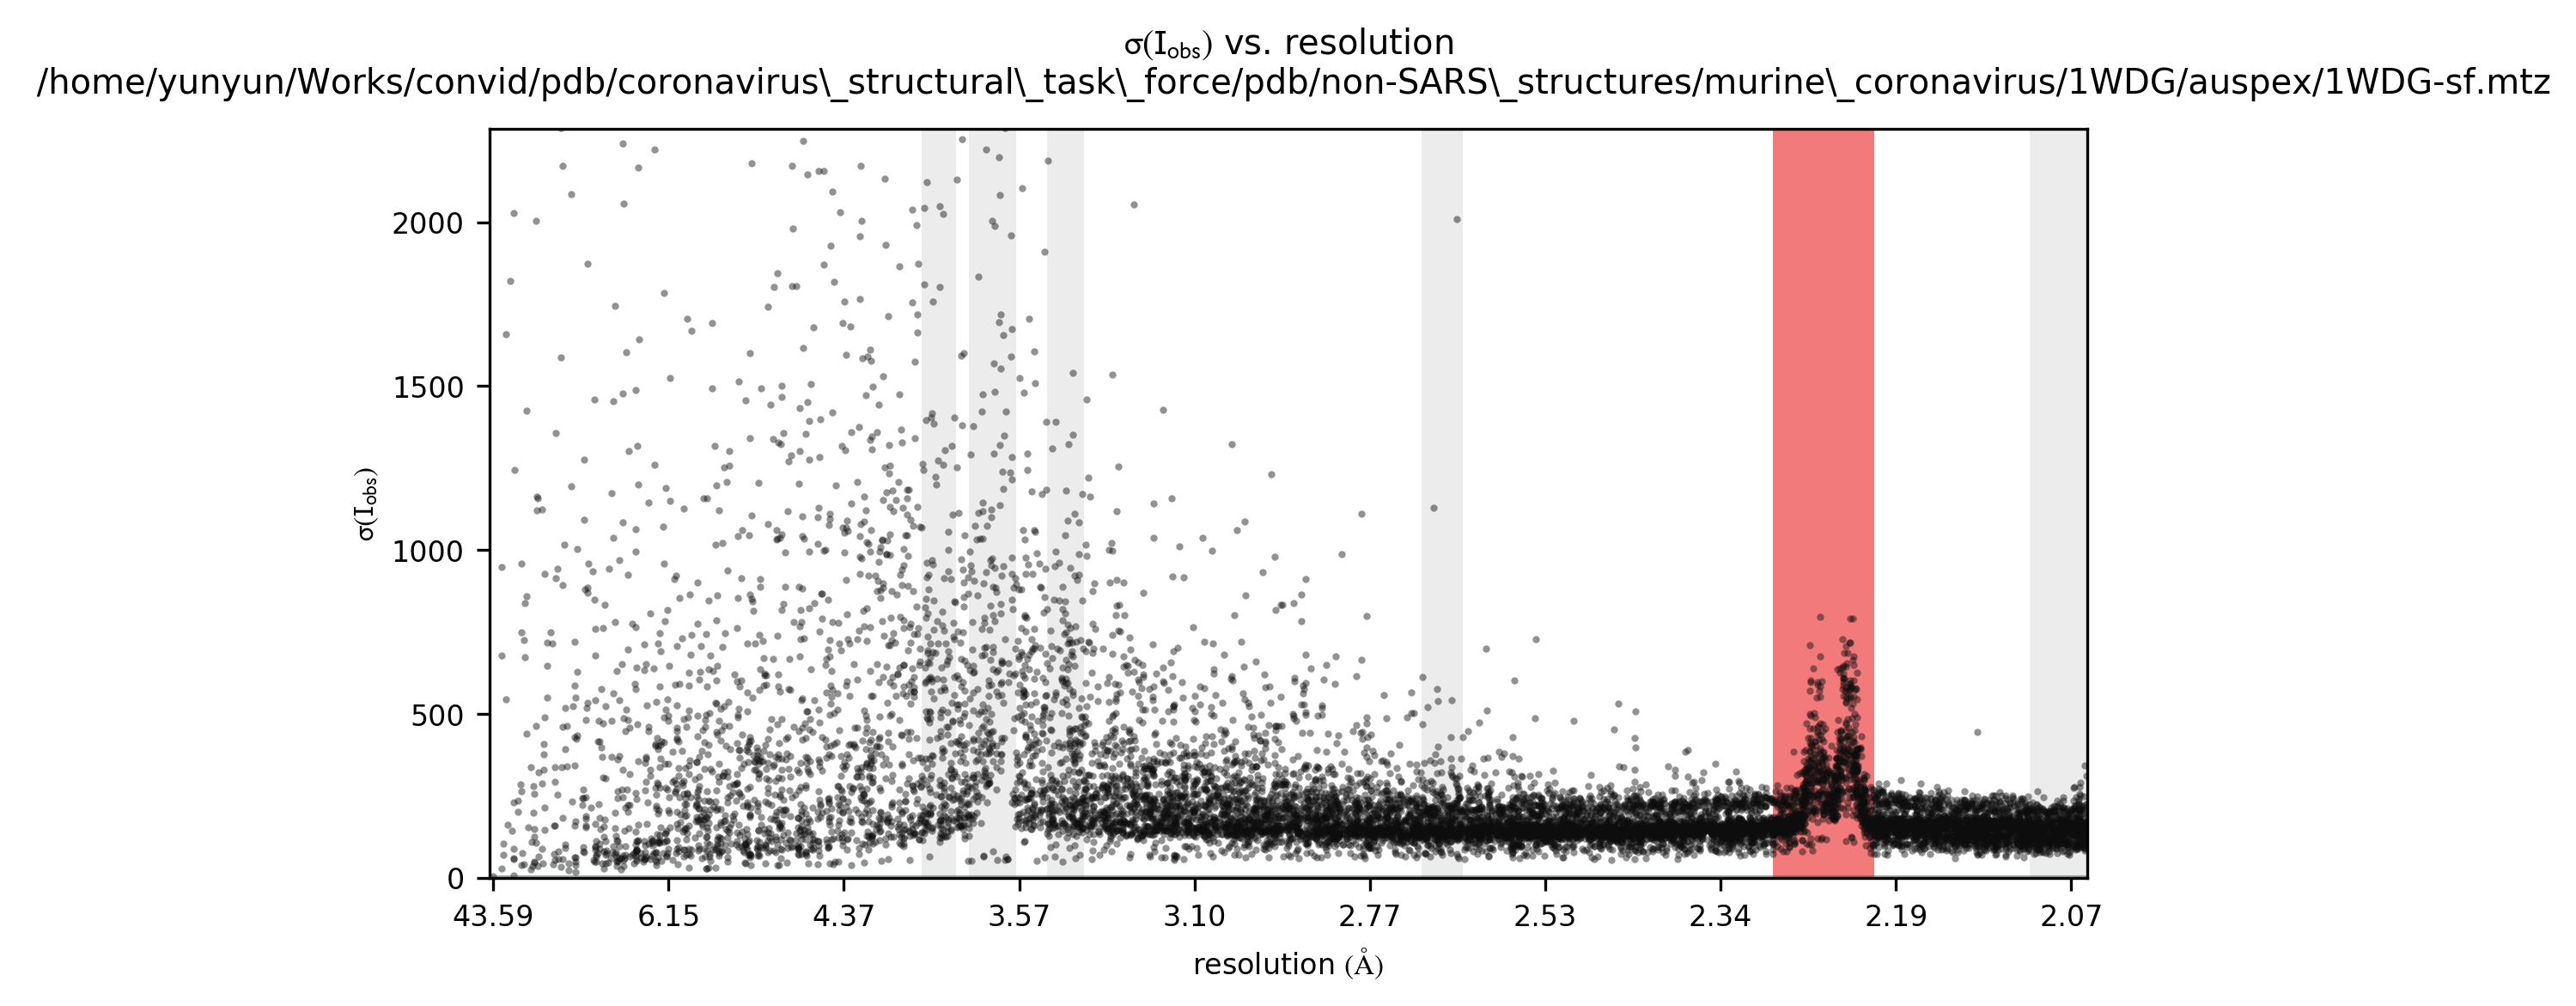 σ(I_obs) vs. resolution
/home/yunyun/Works/convid/pdb/coronavirus\_structural\_task\_force/pdb/non-SARS\_structures/murine\_coronavirus/1WDG/auspex/1WDG-sf.mtz
2000
1500
1000
500
0
σ(I_obs)
43.59 6.15 4.37 3.57 3.10 2.77 2.53 2.34 2.19 2.07
resolution (Å)